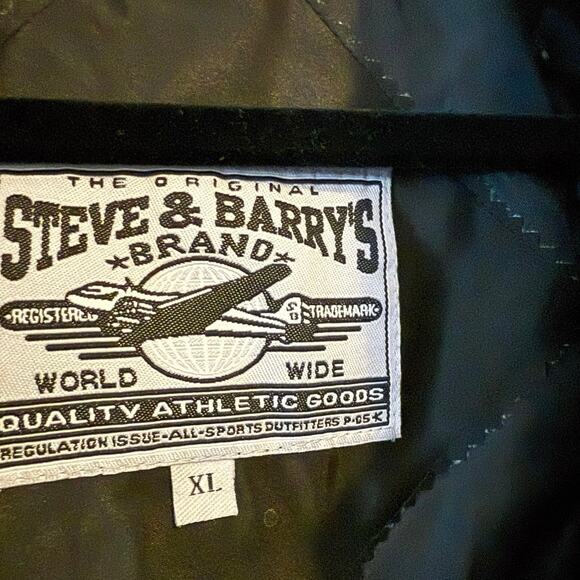 THE ORIGINAL
STEVE & BARRY'S
★BRAND★
REGISTERED TRADEMARK
SB
WORLD WIDE
QUALITY ATHLETIC GOODS
REGULATION ISSUE-ALL-SPORTS OUTFITTERS P-05-K
XL